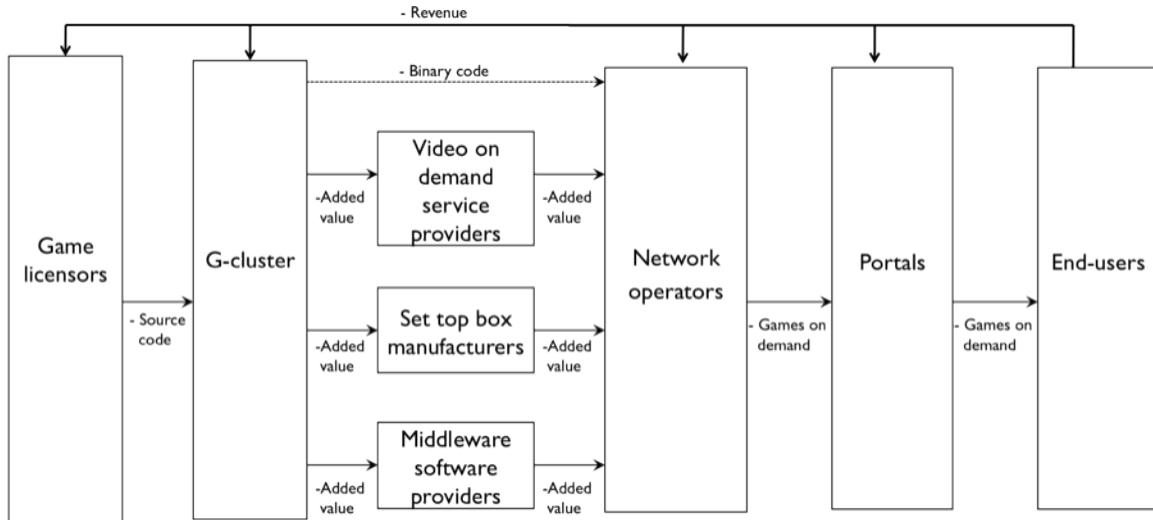 - Revenue
- Binary code
Game
licensors
- Source
code
G-cluster
-Added
value
Video on
demand
service
providers
-Added
value
-Added
value
Set top box
manufacturers
-Added
value
-Added
value
Middleware
software
providers
-Added
value
Network
operators
- Games on
demand
Portals
- Games on
demand
End-users